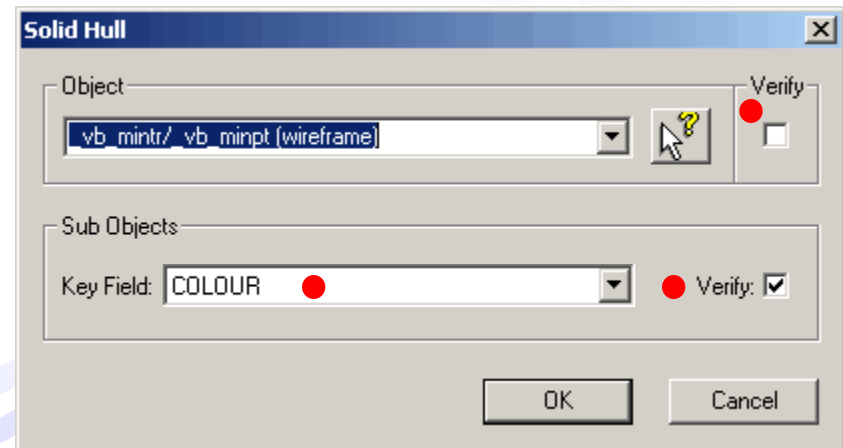 Solid Hull
Object
Verify
_vb_mintr/_vb_minpt (wireframe)
Sub Objects
Key Field: COLOUR Verify:
OK Cancel